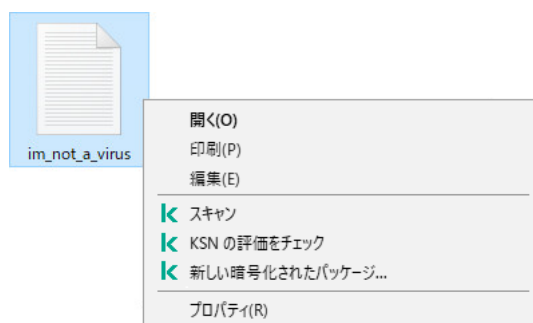 im_not_a_virus
開く(O)
印刷(P)
編集(E)
スキャン
KSN の評価をチェック
新しい暗号化されたパッケージ...
プロパティ(R)